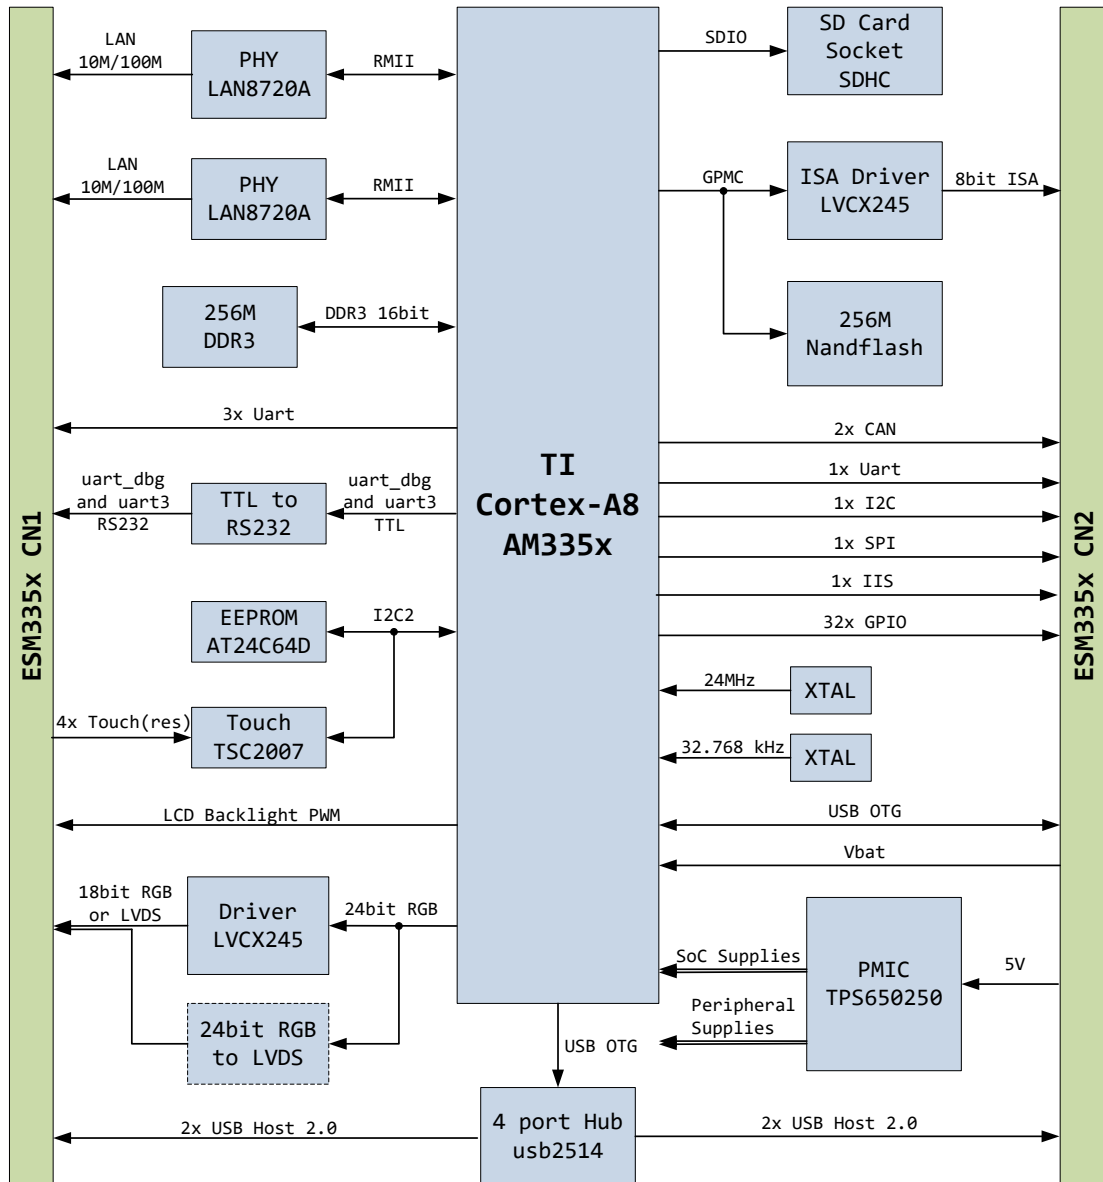 ESM335x CN1
LAN
10M/100M
PHY
LAN8720A
RMII
LAN
10M/100M
PHY
LAN8720A
RMII
256M
DDR3
DDR3 16bit
3x Uart
uart_dbg
and uart3
RS232
TTL to
RS232
uart_dbg
and uart3
TTL
EEPROM
AT24C64D
I2C2
4x Touch(res)
Touch
TSC2007
LCD Backlight PWM
18bit RGB
or LVDS
Driver
LVCX245
24bit RGB
24bit RGB
to LVDS
2x USB Host 2.0
TI
Cortex-A8
AM335x
USB OTG
4 port Hub
usb2514
SDIO
SD Card
Socket
SDHC
GPMC
ISA Driver
LVCX245
8bit ISA
256M
Nandflash
2x CAN
1x Uart
1x I2C
1x SPI
1x IIS
32x GPIO
24MHz
XTAL
32.768 kHz
XTAL
USB OTG
Vbat
SoC Supplies
Peripheral
Supplies
PMIC
TPS650250
5V
2x USB Host 2.0
ESM335x CN2